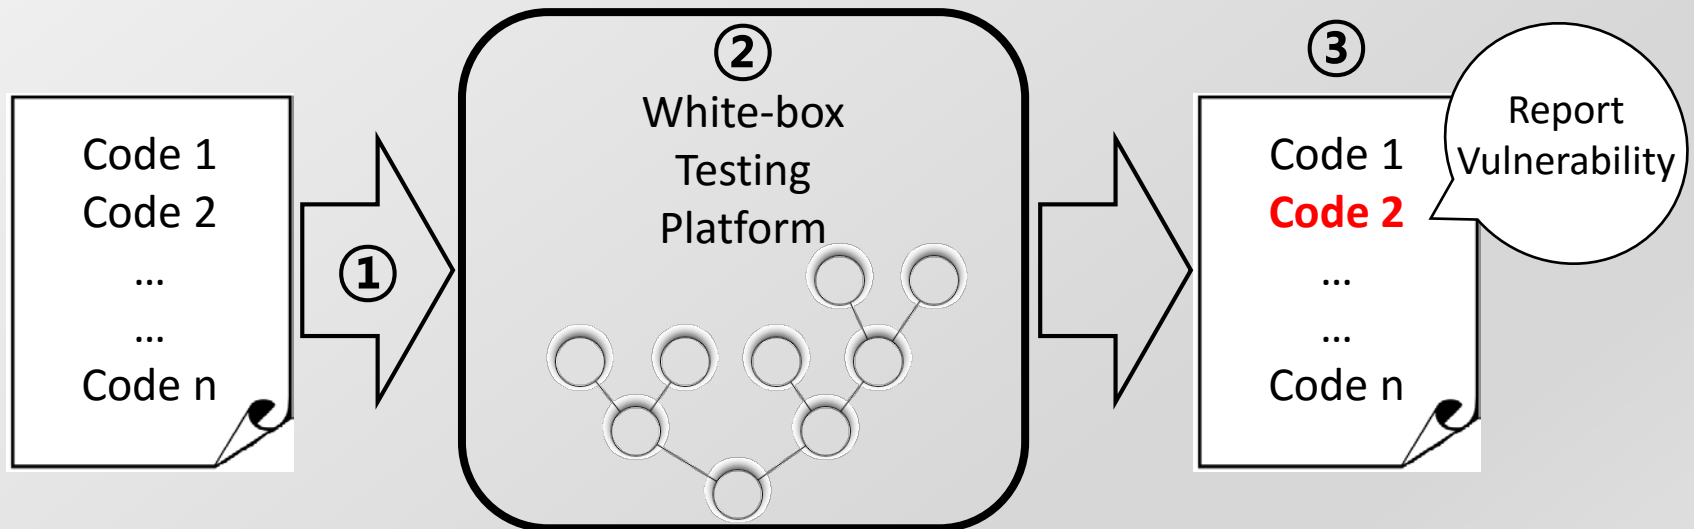 Code 1
Code 2
...
...
Code n
①
②
White-box
Testing
Platform
③
Code 1
Code 2
...
...
Code n
Report
Vulnerability